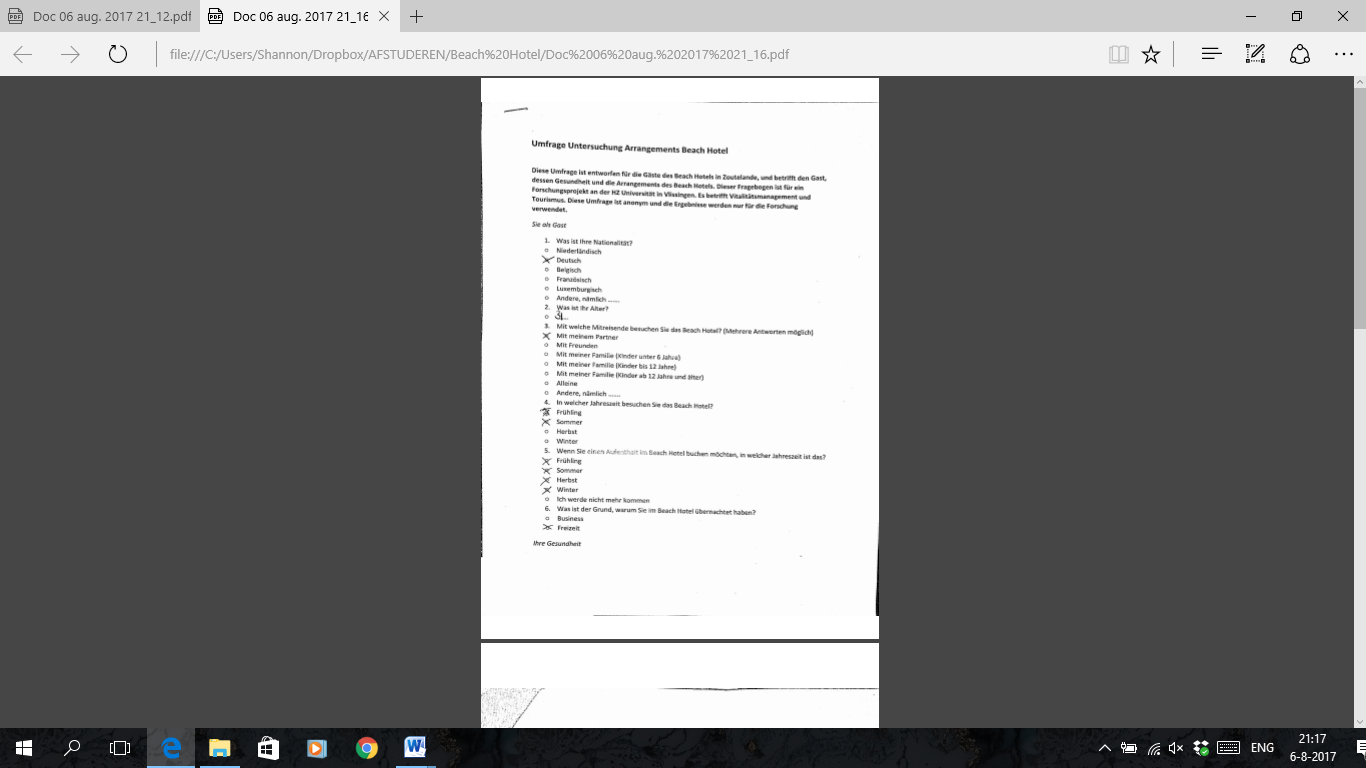 Doc 06 aug. 2017 21_12.pdf
Doc 06 aug. 2017 21_16
file:///C:/Users/Shannon/Dropbox/AFSTUDEREN/Beach%20Hotel/Doc%2006%20aug.%202017%2021_16.pdf
Umfrage Untersuchung Arrangements Beach Hotel
Diese Umfrage ist entworfen für die Gäste des Beach Hotels in Zoutelande, und betrifft den Gast,
dessen Gesundheit und die Arrangements des Beach Hotels. Dieser Fragebogen ist für ein
Forschungsprojekt an der HZ Universität in Vlissingen. Es betrifft Vitalitätsmanagement und
Tourismus. Diese Umfrage ist anonym und die Ergebnisse werden nur für die Forschung
verwendet.
Sie als Gast
1. Was ist Ihre Nationalität?
o Niederländisch
Deutsch
o Belgisch
o Französisch
o Luxemburgisch
o Andere, nämlich ......
2. Was ist Ihr Alter?
o 31...
3. Mit welche Mitreisende besuchen Sie das Beach Hotel? (Mehrere Antworten möglich)
Mit meinem Partner
o Mit Freunden
o Mit meiner Familie (Kinder unter 6 Jahre)
o Mit meiner Familie (Kinder bis 12 Jahre)
o Mit meiner Familie (Kinder ab 12 Jahre und älter)
o Alleine
o Andere, nämlich ......
4. In welcher Jahreszeit besuchen Sie das Beach Hotel?
Frühling
Sommer
o Herbst
o Winter
5. Wenn Sie einen Aufenthalt im Beach Hotel buchen möchten, in welcher Jahreszeit ist das?
Frühling
Sommer
Herbst
Winter
o Ich werde nicht mehr kommen
6. Was ist der Grund, warum Sie im Beach Hotel übernachtet haben?
o Business
Freizeit
Ihre Gesundheit
ENG
21:17
6-8-2017